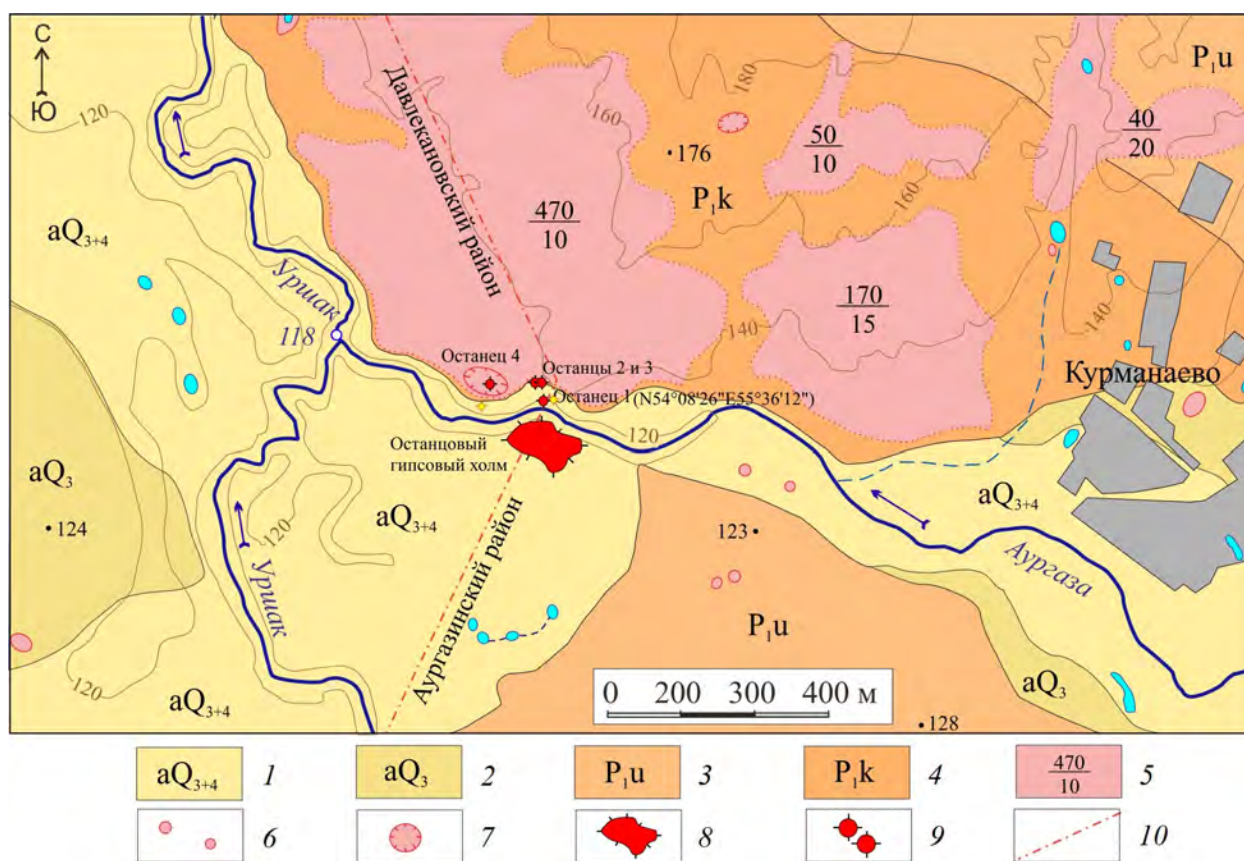 С
Ю
120
180
P₁u
Давлекановский район
160
50
10
40
20
176
P₁k
160
aQ₃₊₄
470
10
Уршак
118
170
15
140
140
Останец 4
Останцы 2 и 3
Останец 1 (N54°08'26"E55°36'12")
Курманаево
120
Останцовый
гипсовый холм
aQ₃
124
120
aQ₃₊₄
123
aQ₃₊₄
Уршак
Аургазинский район
Аургаза
P₁u
120
aQ₃₊₄
0 200 300 400 м
aQ₃
128
aQ₃₊₄ 1 aQ₃ 2 P₁u 3 P₁k 4 470 5
10
6 7 8 9 10